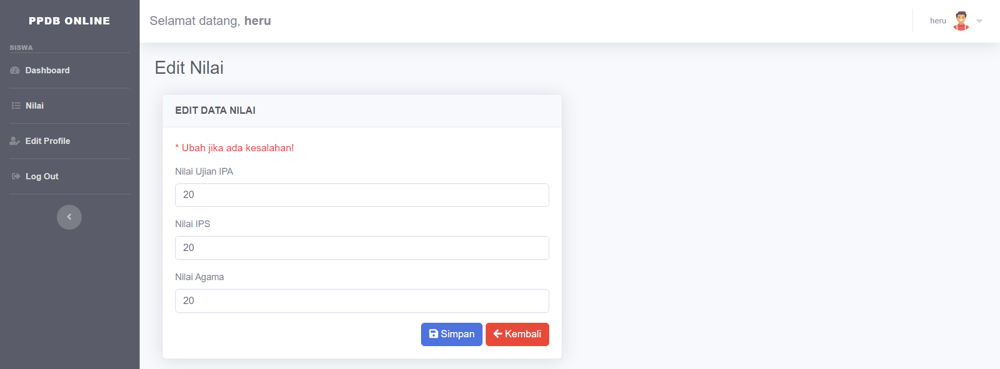 PPDB ONLINE
SISWA
Dashboard
Nilai
Edit Profile
Log Out
Selamat datang, heru
heru
Edit Nilai
EDIT DATA NILAI
* Ubah jika ada kesalahan!
Nilai Ujian IPA
20
Nilai IPS
20
Nilai Agama
20
Simpan
Kembali